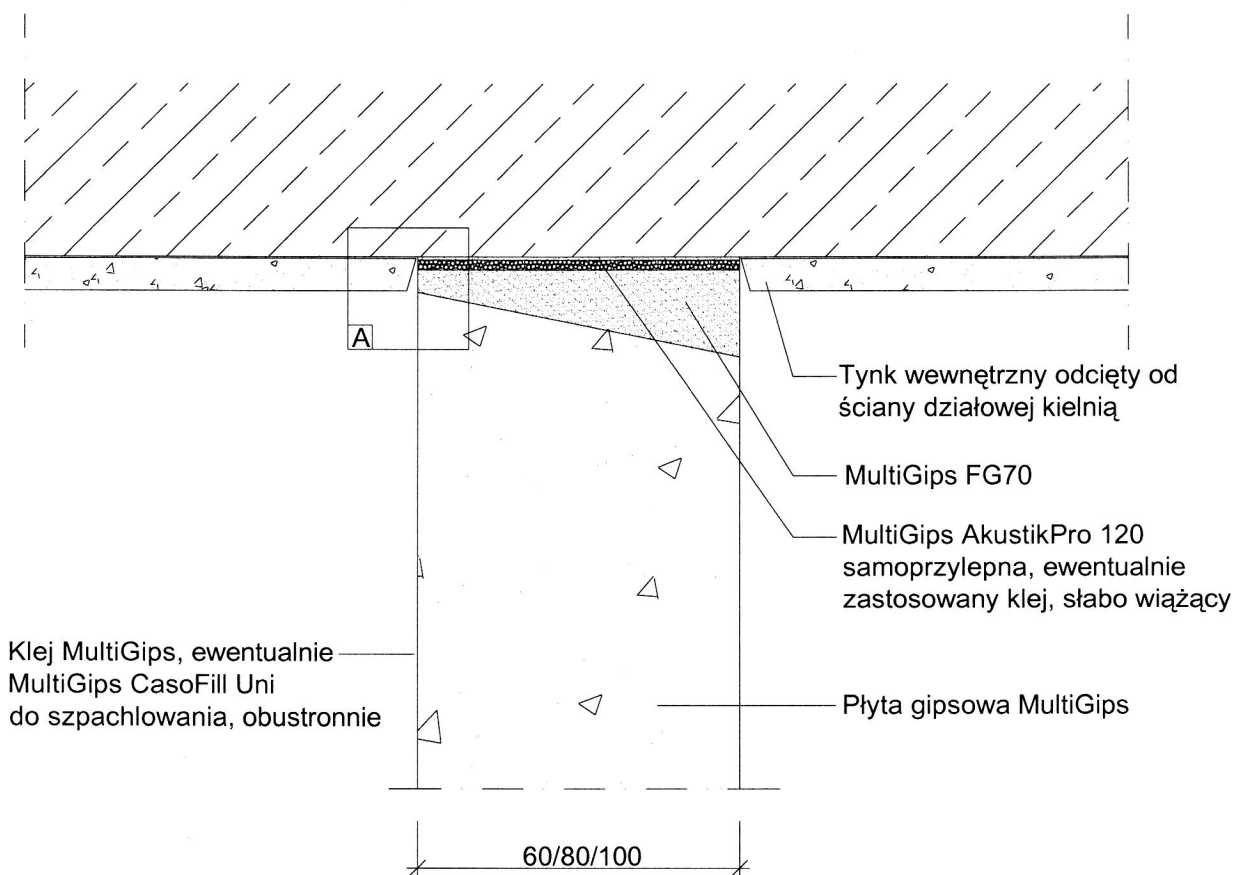 A
Tynk wewnętrzny odcięty od
ściany działowej kielnią
MultiGips FG70
MultiGips AkustikPro 120
samoprzylepna, ewentualnie
zastosowany klej, słabo wiążący
Klej MultiGips, ewentualnie
MultiGips CasoFill Uni
do szpachlowania, obustronnie
Płyta gipsowa MultiGips
60/80/100